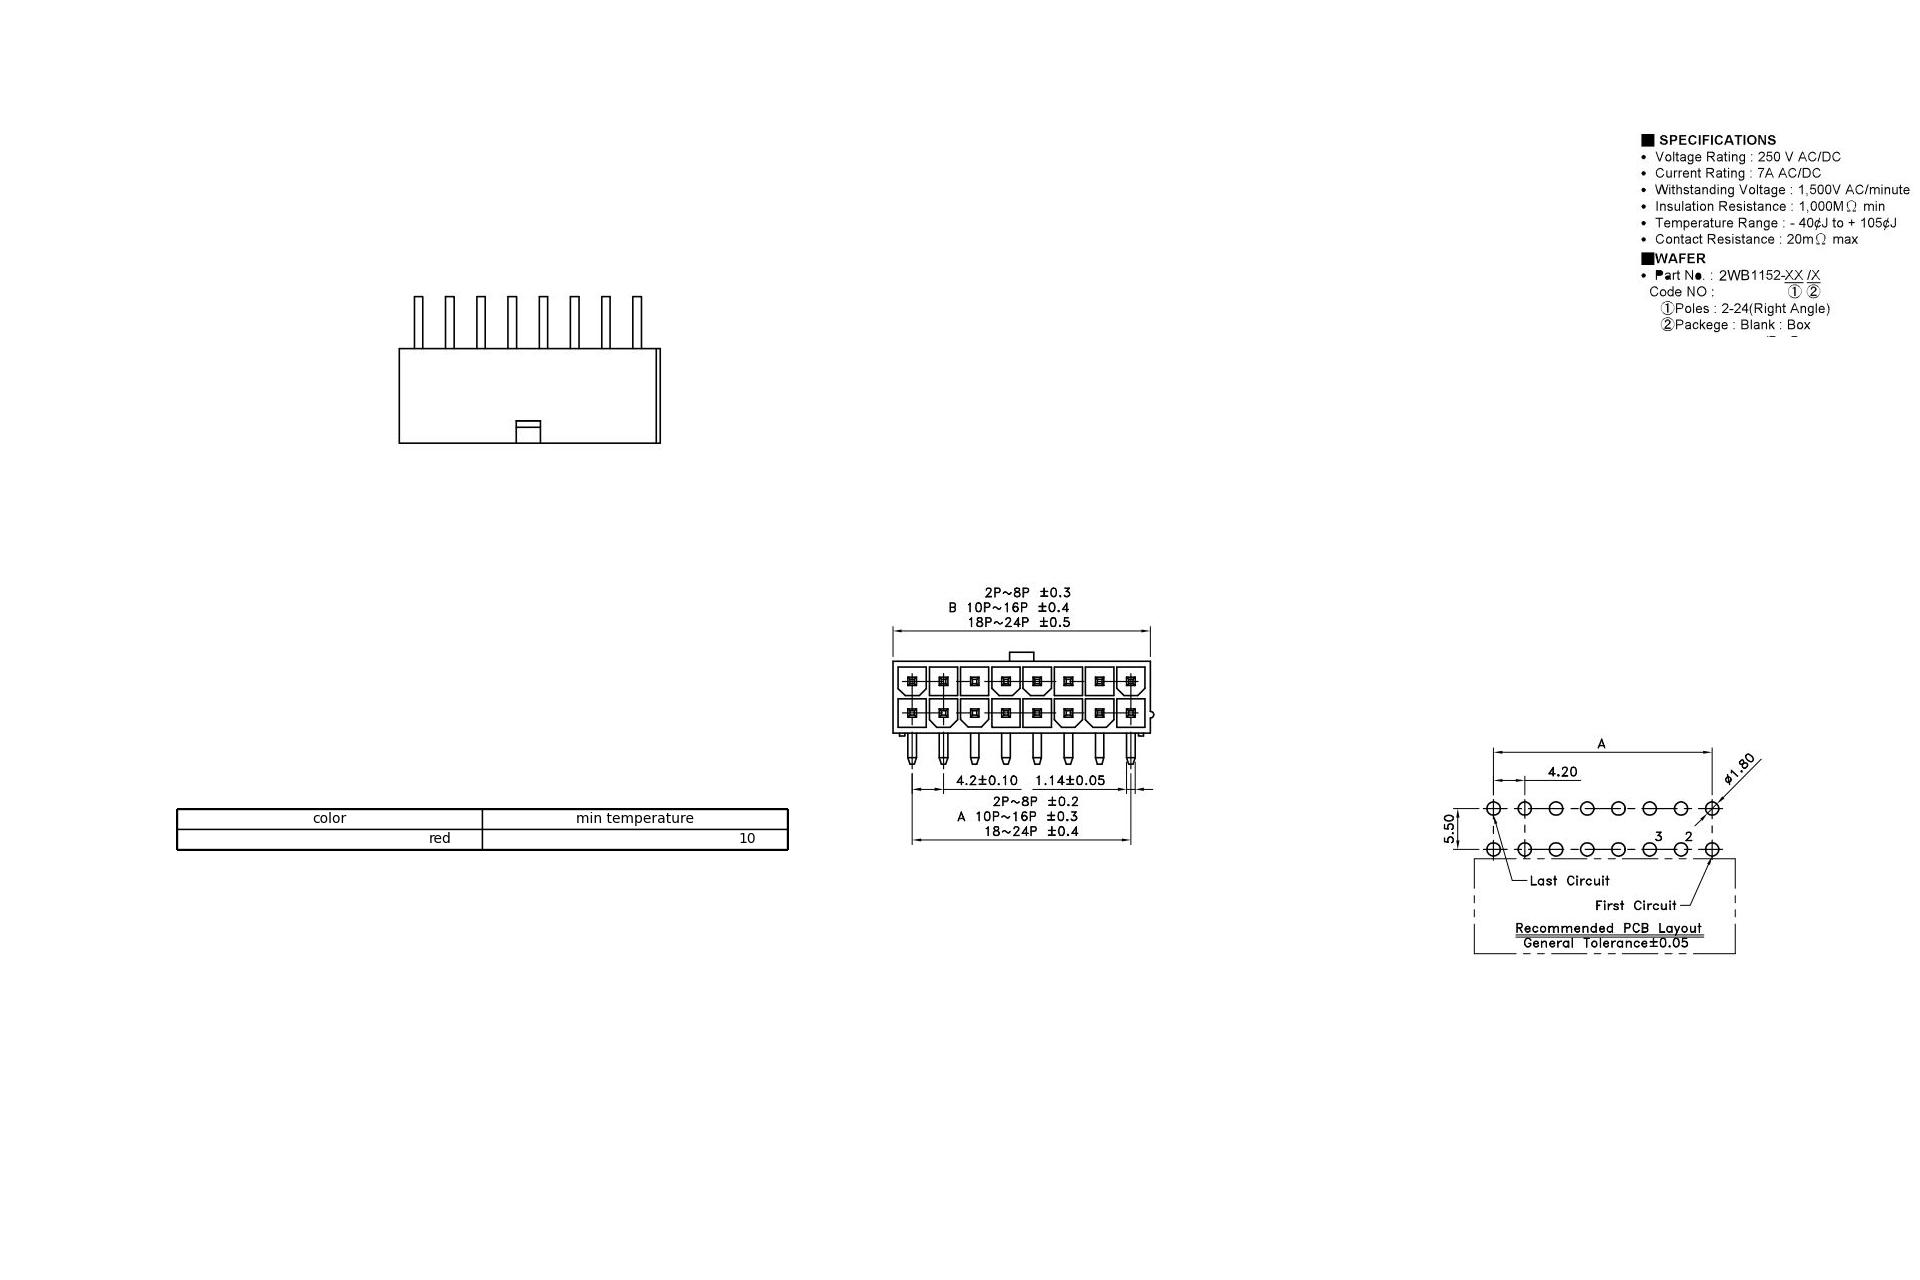 ■ SPECIFICATIONS
• Voltage Rating : 250 V AC/DC
• Current Rating : 7A AC/DC
• Withstanding Voltage : 1,500V AC/minute
• Insulation Resistance : 1,000MΩ min
• Temperature Range : - 40¢J to + 105¢J
• Contact Resistance : 20mΩ max
■WAFER
• Part No. : 2WB1152-XX /X
Code NO : ① ②
①Poles : 2-24(Right Angle)
②Packege : Blank : Box
2P~8P ±0.3
B 10P~16P ±0.4
18P~24P ±0.5
4.2±0.10 1.14±0.05
2P~8P ±0.2
A 10P~16P ±0.3
18~24P ±0.4
color min temperature
red 10
A
4.20
ø1.80
5.50
3 2
Last Circuit
First Circuit
Recommended PCB Layout
General Tolerance±0.05